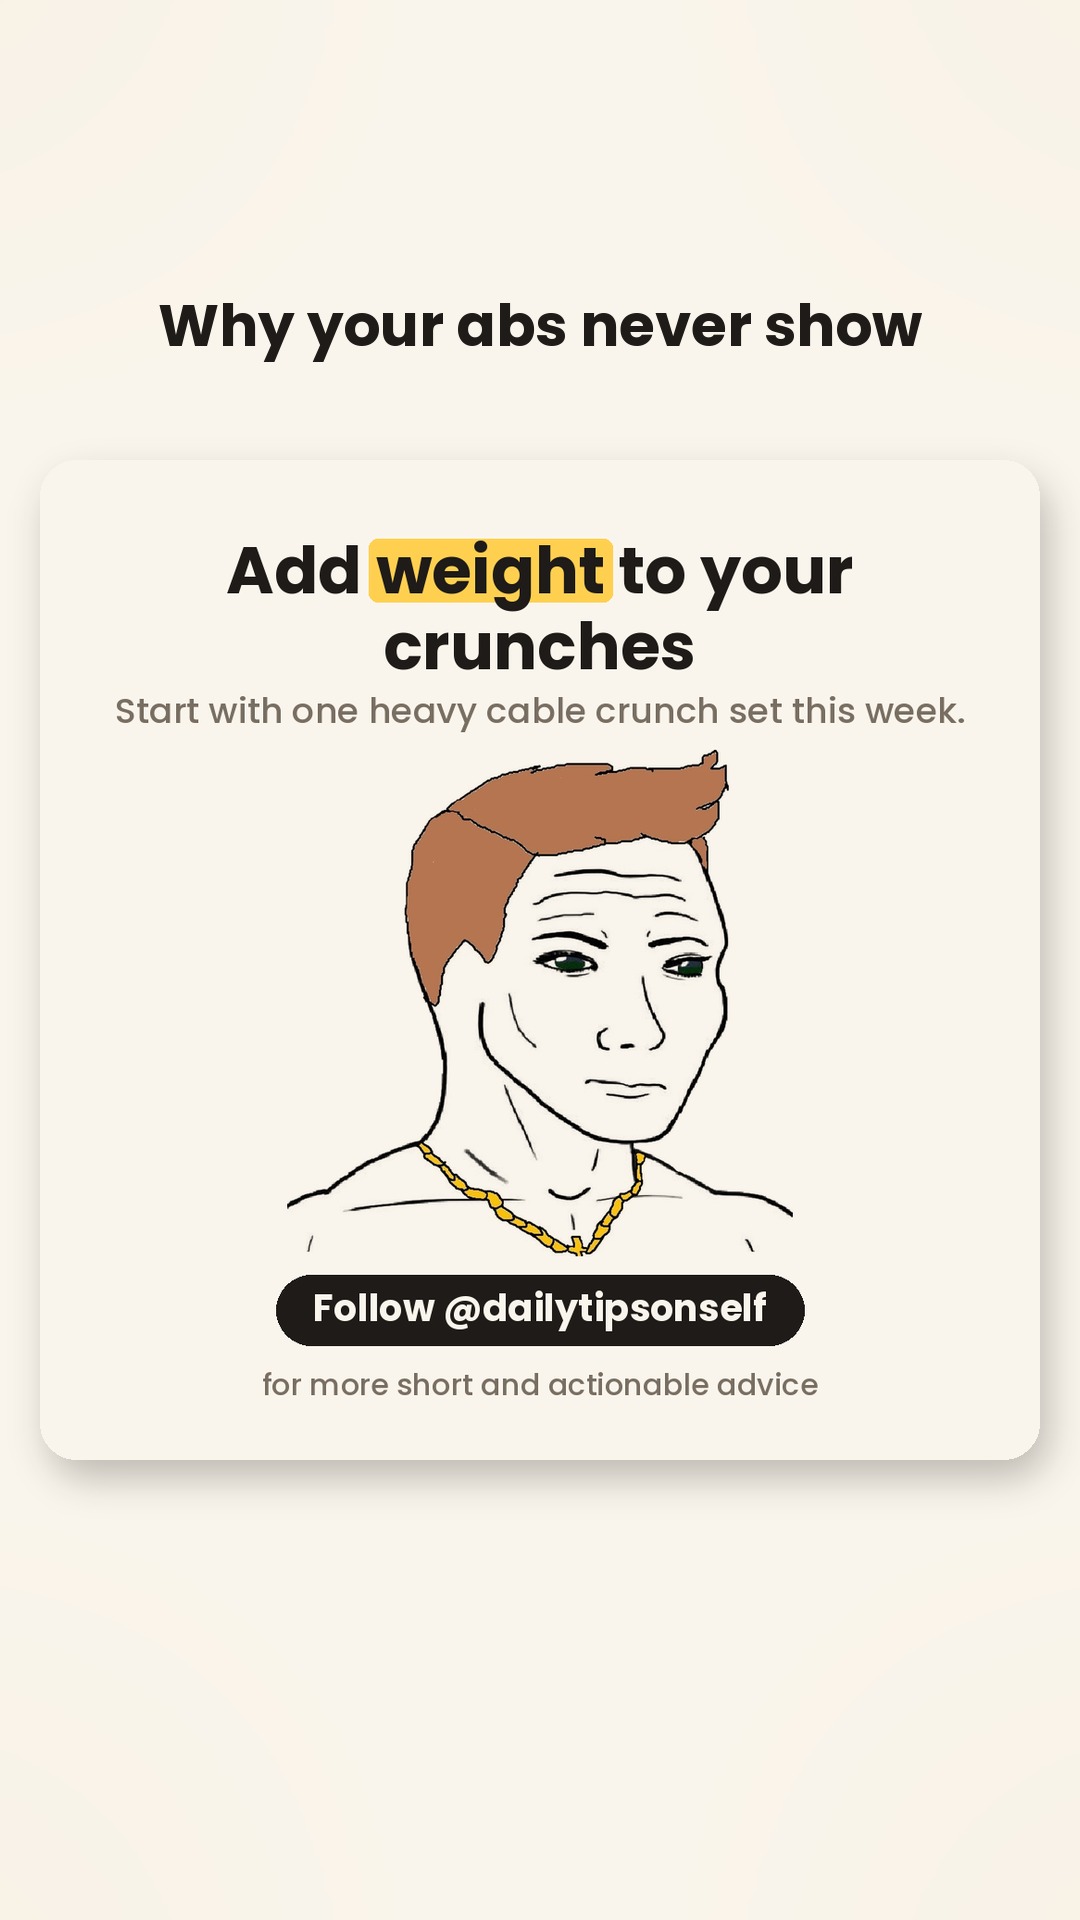 Why your abs never show
Add weight to your
crunches
Start with one heavy cable crunch set this week.
Follow @dailytipsonself
for more short and actionable advice